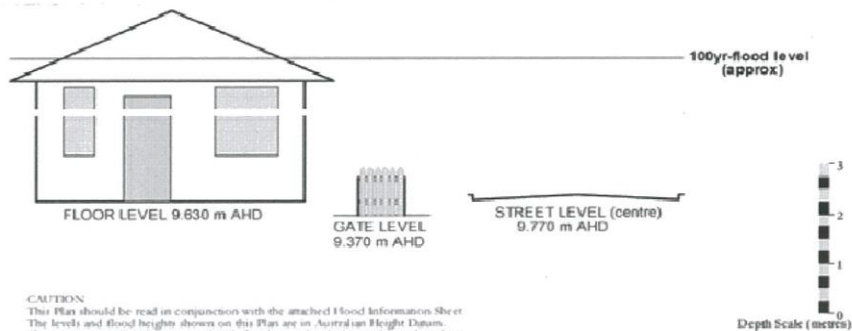 100yr-flood level
(approx)
FLOOR LEVEL 9.630 m AHD
GATE LEVEL
9.370 m AHD
STREET LEVEL (centre)
9.770 m AHD
3
2
1
0
Depth Scale (metres)
CAUTION
This Plan should be read in conjunction with the attached Flood Information Sheet
The levels and flood heights shown on this Plan are in Australian Height Datum.